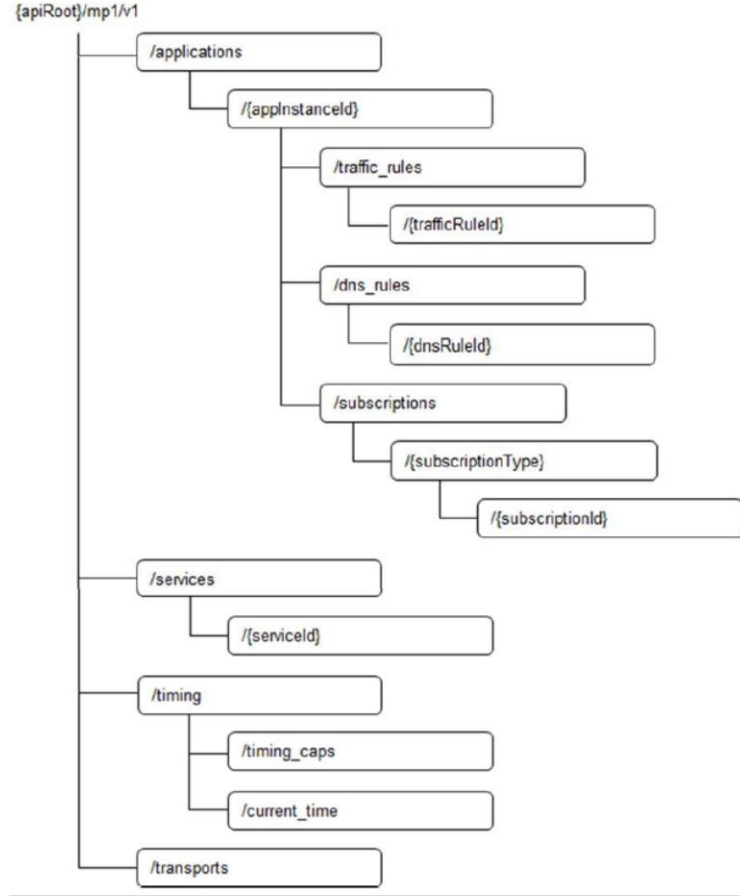 {apiRoot}/mp1/v1
/applications
/{appInstanceId}
/traffic_rules
/{trafficRuleId}
/dns_rules
/{dnsRuleId}
/subscriptions
/{subscriptionType}
/{subscriptionId}
/services
/{serviceId}
/timing
/timing_caps
/current_time
/transports